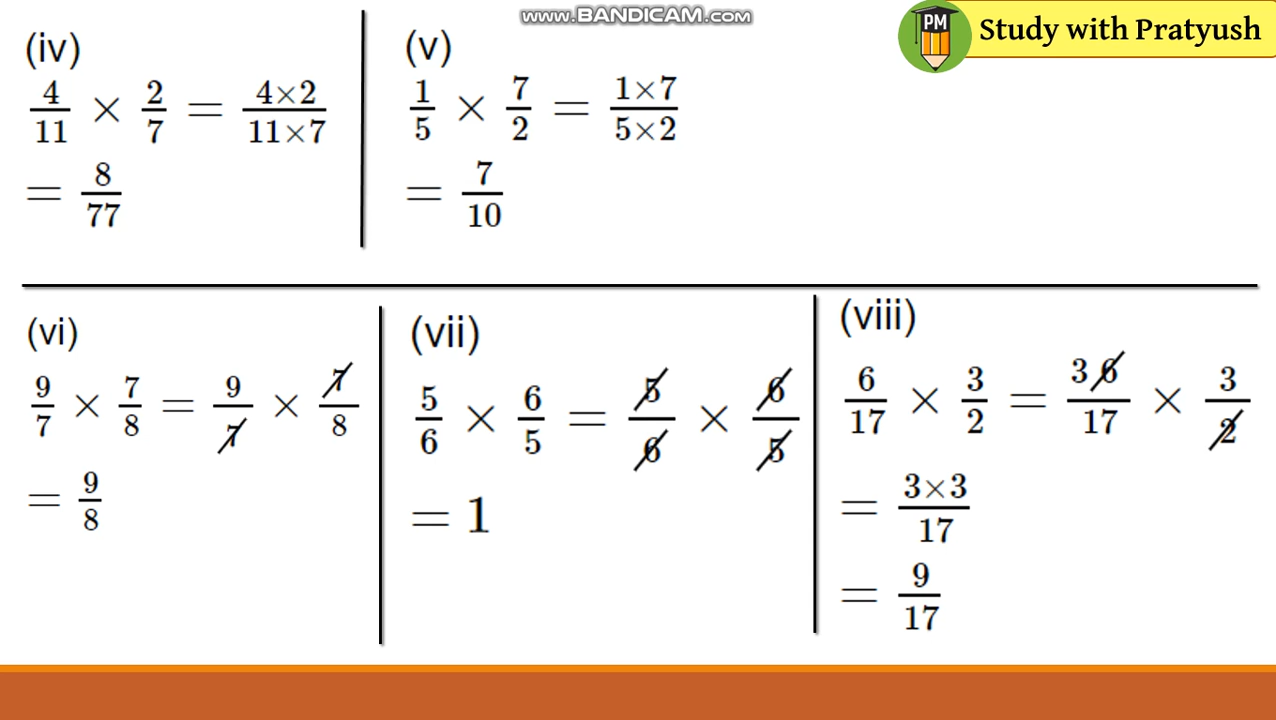 www.BANDICAM.com
PM
Study with Pratyush
(iv)
4/11 × 2/7 = 4×2/11×7
= 8/77
(v)
1/5 × 7/2 = 1×7/5×2
= 7/10
(vi)
9/7 × 7/8 = 9/7 × 7/8
= 9/8
(vii)
5/6 × 6/5 = 5/6 × 6/5
= 1
(viii)
6/17 × 3/2 = 3 6/17 × 3/2
= 3×3/17
= 9/17